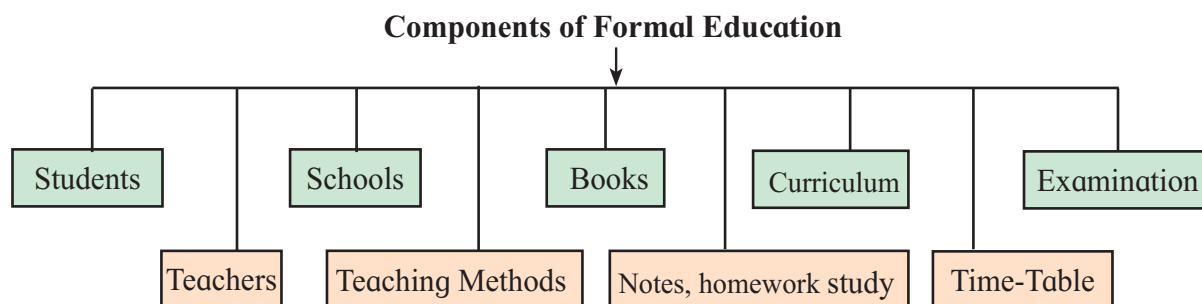 Components of Formal Education
Students
Schools
Books
Curriculum
Examination
Teachers
Teaching Methods
Notes, homework study
Time-Table